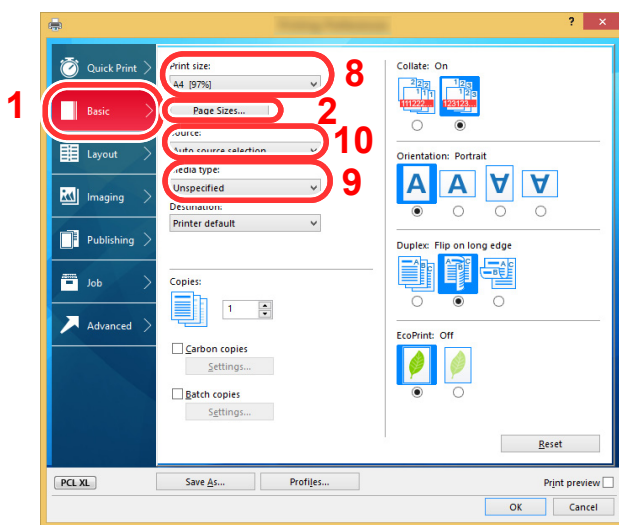 ? ×
Quick Print
Basic
Layout
Imaging
Publishing
Job
Advanced
1
Print size:
A4 [97%]
8
Page Sizes...
2
Source:
Auto source selection
10
Media type:
Unspecified
9
Destination:
Printer default
Copies:
1
Carbon copies
Settings...
Batch copies
Settings...
Collate: On
111222... 123123...
Orientation: Portrait
A A A A
Duplex: Flip on long edge
A B C A B C A B C
EcoPrint: Off
Reset
PCL XL
Save As...
Profiles...
Print preview
OK
Cancel